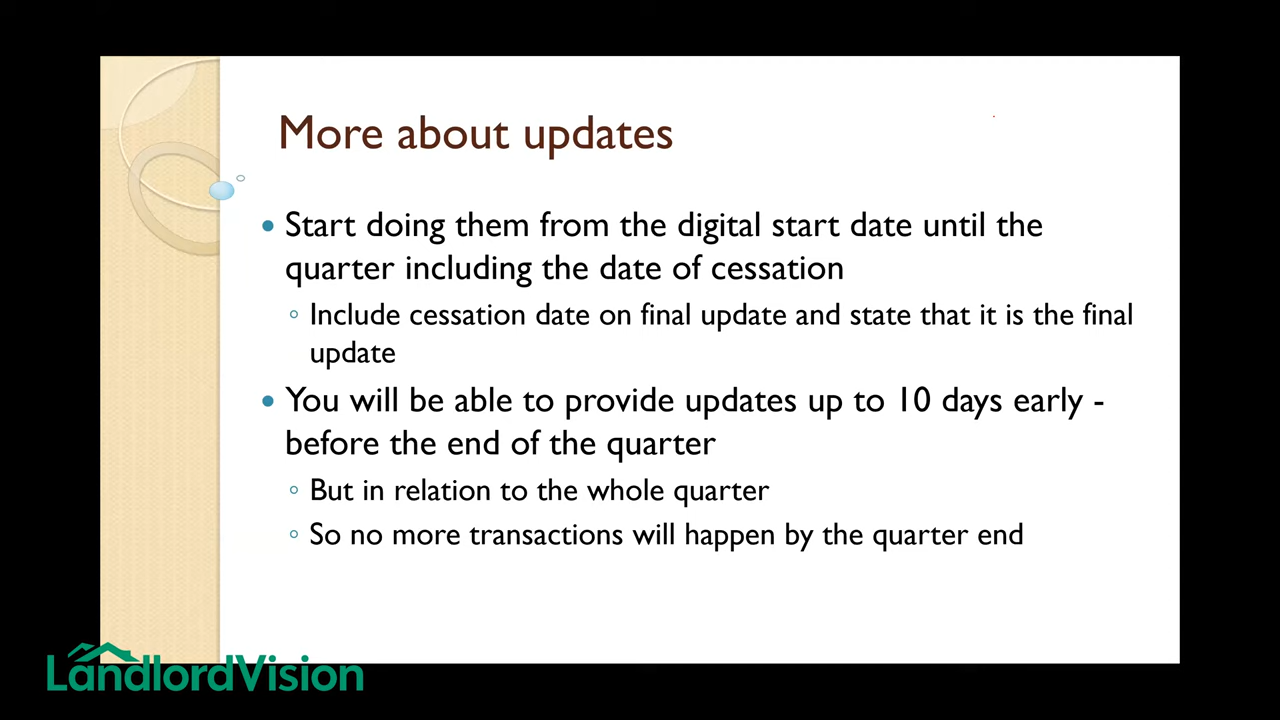 More about updates
Start doing them from the digital start date until the
quarter including the date of cessation
Include cessation date on final update and state that it is the final
update
You will be able to provide updates up to 10 days early -
before the end of the quarter
But in relation to the whole quarter
So no more transactions will happen by the quarter end
LandlordVision